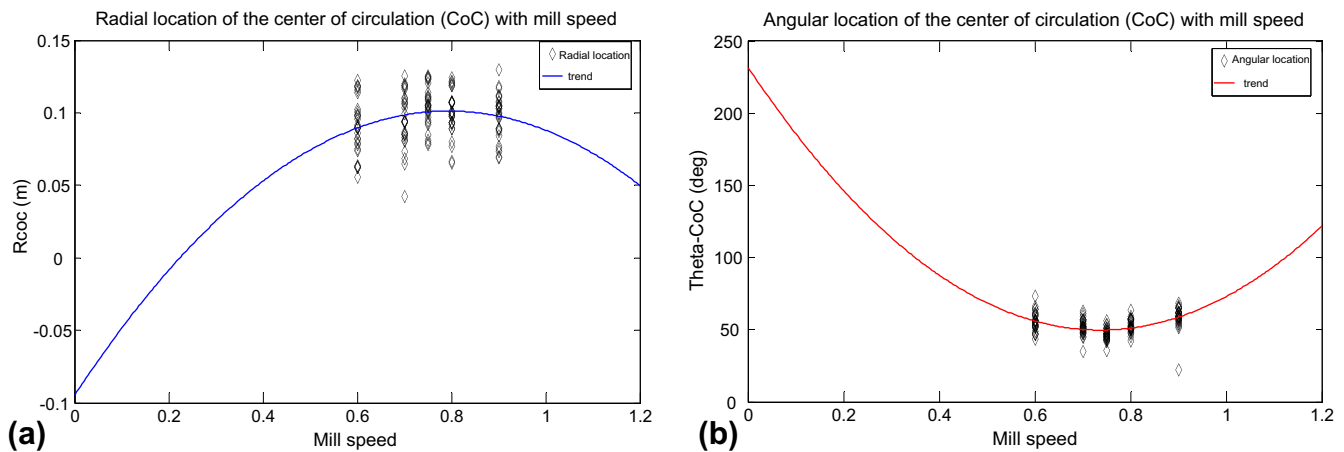 Radial location of the center of circulation (CoC) with mill speed
0.15
0.1
0.05
0
-0.05
-0.1
Rcoc (m)
Radial location
trend
0
0.2
0.4
0.6
0.8
1
1.2
Mill speed
(a)
Angular location of the center of circulation (CoC) with mill speed
250
200
150
100
50
0
Theta-CoC (deg)
Angular location
trend
0
0.2
0.4
0.6
0.8
1
1.2
Mill speed
(b)